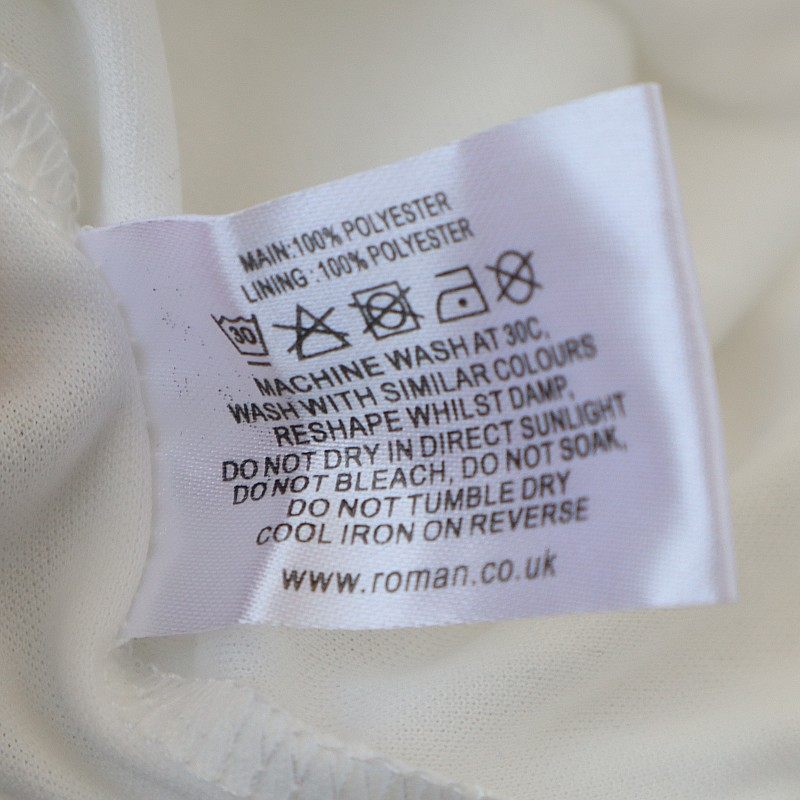 MAIN:100% POLYESTER
LINING :100% POLYESTER
30
MACHINE WASH AT 30C,
WASH WITH SIMILAR COLOURS
RESHAPE WHILST DAMP,
DO NOT DRY IN DIRECT SUNLIGHT
DO NOT BLEACH, DO NOT SOAK,
DO NOT TUMBLE DRY
COOL IRON ON REVERSE
www.roman.co.uk